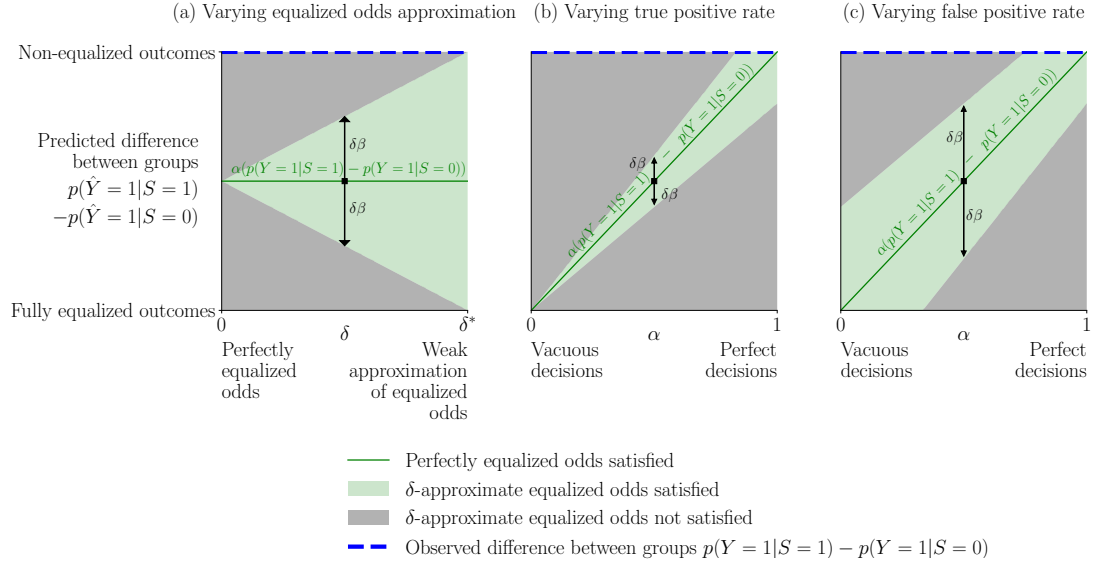 (a) Varying equalized odds approximation
(b) Varying true positive rate
(c) Varying false positive rate
Non-equalized outcomes
Predicted difference
between groups
p(Ŷ = 1|S = 1)
−p(Ŷ = 1|S = 0)
Fully equalized outcomes
δβ
α(p(Y = 1|S = 1) − p(Y = 1|S = 0))
δβ
0
δ
δ*
Perfectly
equalized
odds
Weak
approximation
of equalized
odds
α(p(Y = 1|S = 1) − p(Y = 1|S = 0))
δβ
δβ
0
α
1
Vacuous
decisions
Perfect
decisions
α(p(Y = 1|S = 1) − p(Y = 1|S = 0))
δβ
δβ
0
α
1
Vacuous
decisions
Perfect
decisions
Perfectly equalized odds satisfied
δ-approximate equalized odds satisfied
δ-approximate equalized odds not satisfied
Observed difference between groups p(Y = 1|S = 1) − p(Y = 1|S = 0)